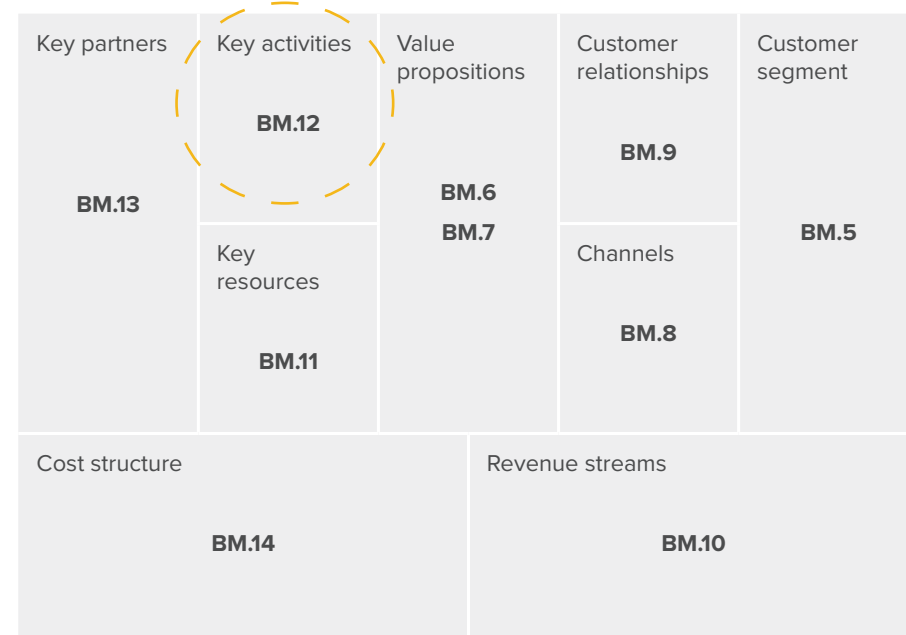 Key partners
BM.13
Key activities
BM.12
Key
resources
BM.11
Value
propositions
BM.6
BM.7
Customer
relationships
BM.9
Channels
BM.8
Customer
segment
BM.5
Cost structure
BM.14
Revenue streams
BM.10